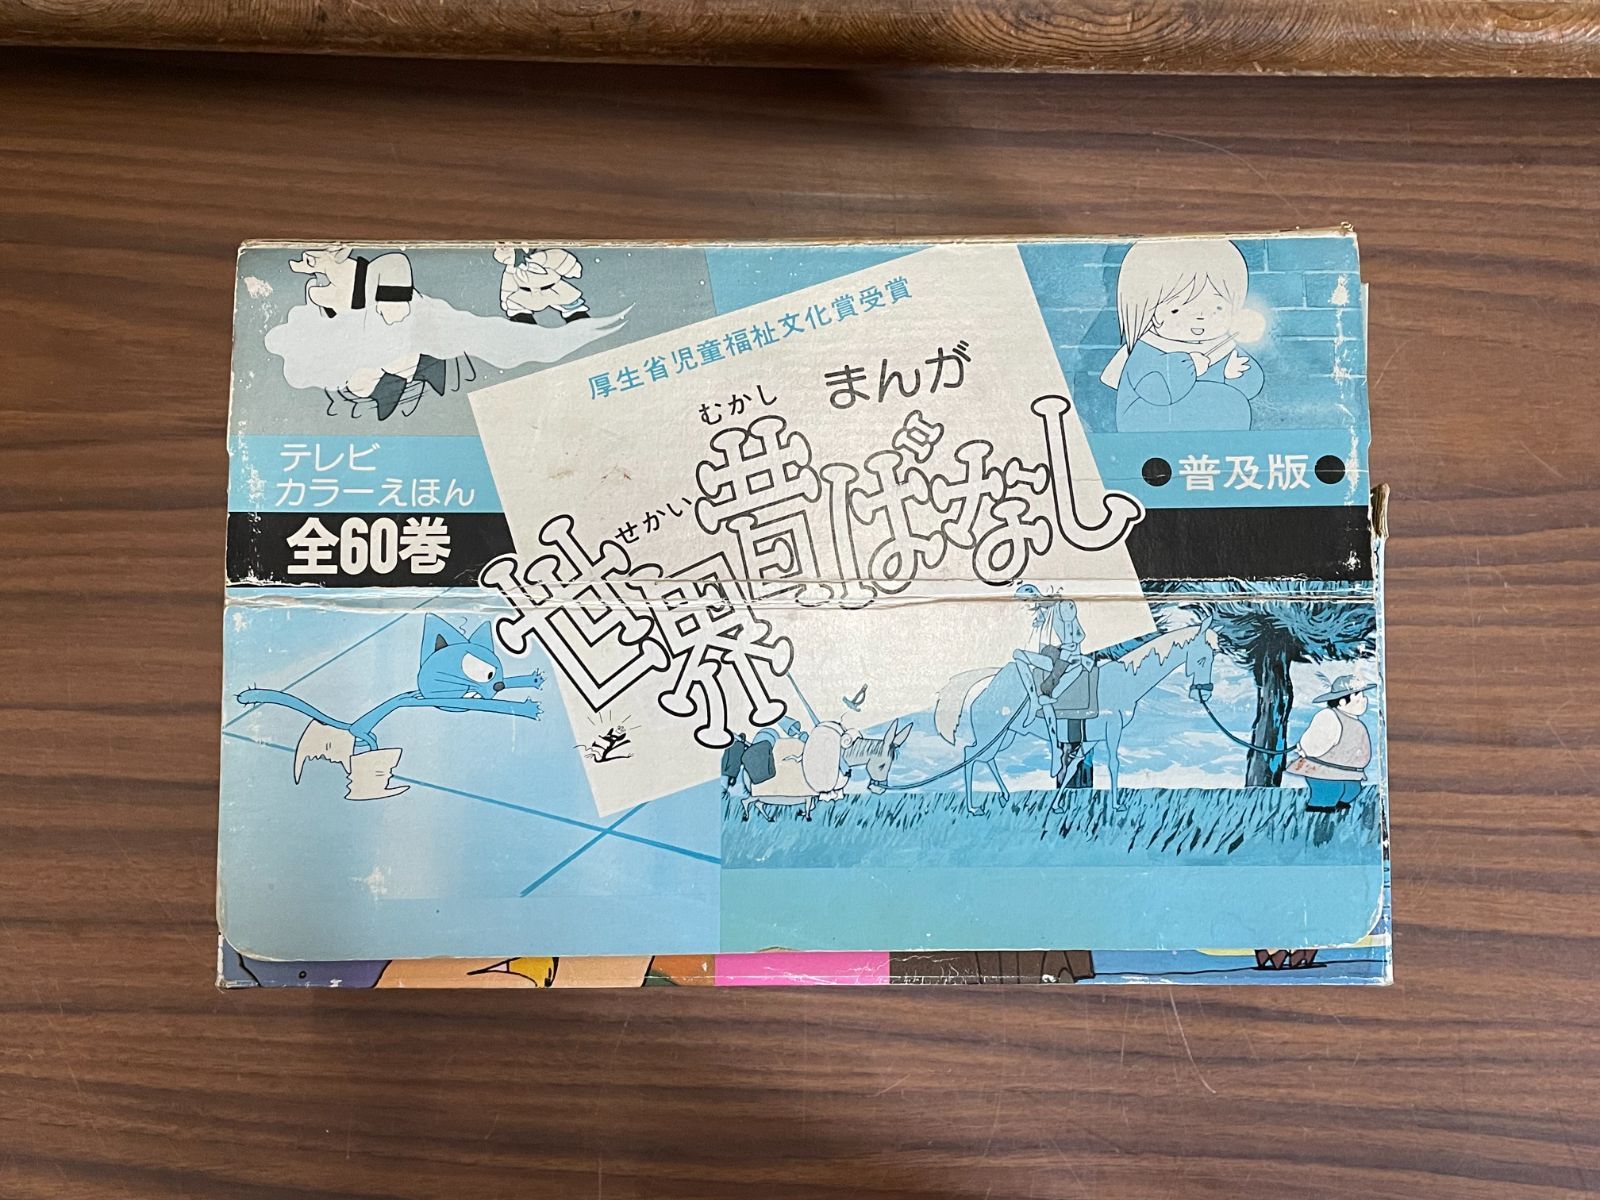 厚生省児童福祉文化賞受賞
まんが
むかし
せかい
世界昔ばなし
テレビ
カラーえほん
全60巻
●普及版●